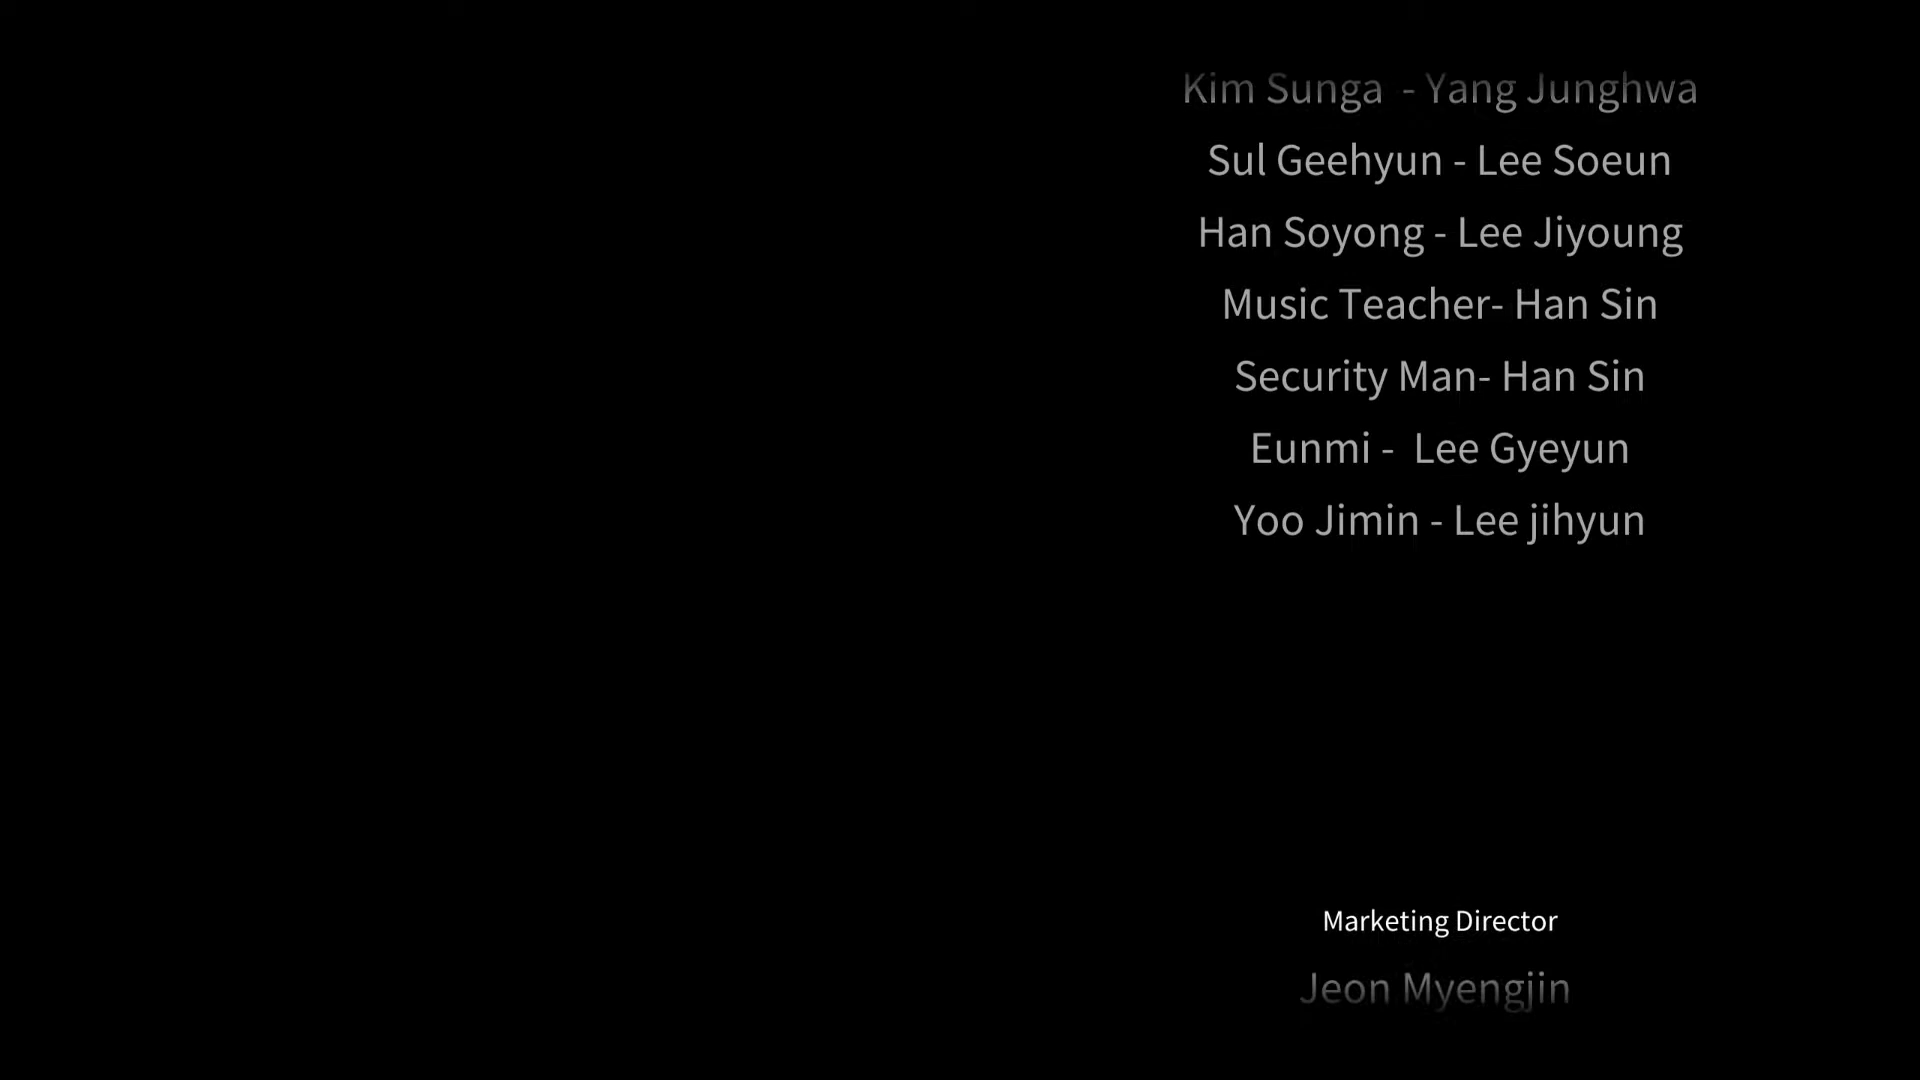 Kim Sunga  - Yang Junghwa
Sul Geehyun - Lee Soeun
Han Soyong - Lee Jiyoung
Music Teacher- Han Sin
Security Man- Han Sin
Eunmi -  Lee Gyeyun
Yoo Jimin - Lee jihyun
Marketing Director
Jeon Myengjin